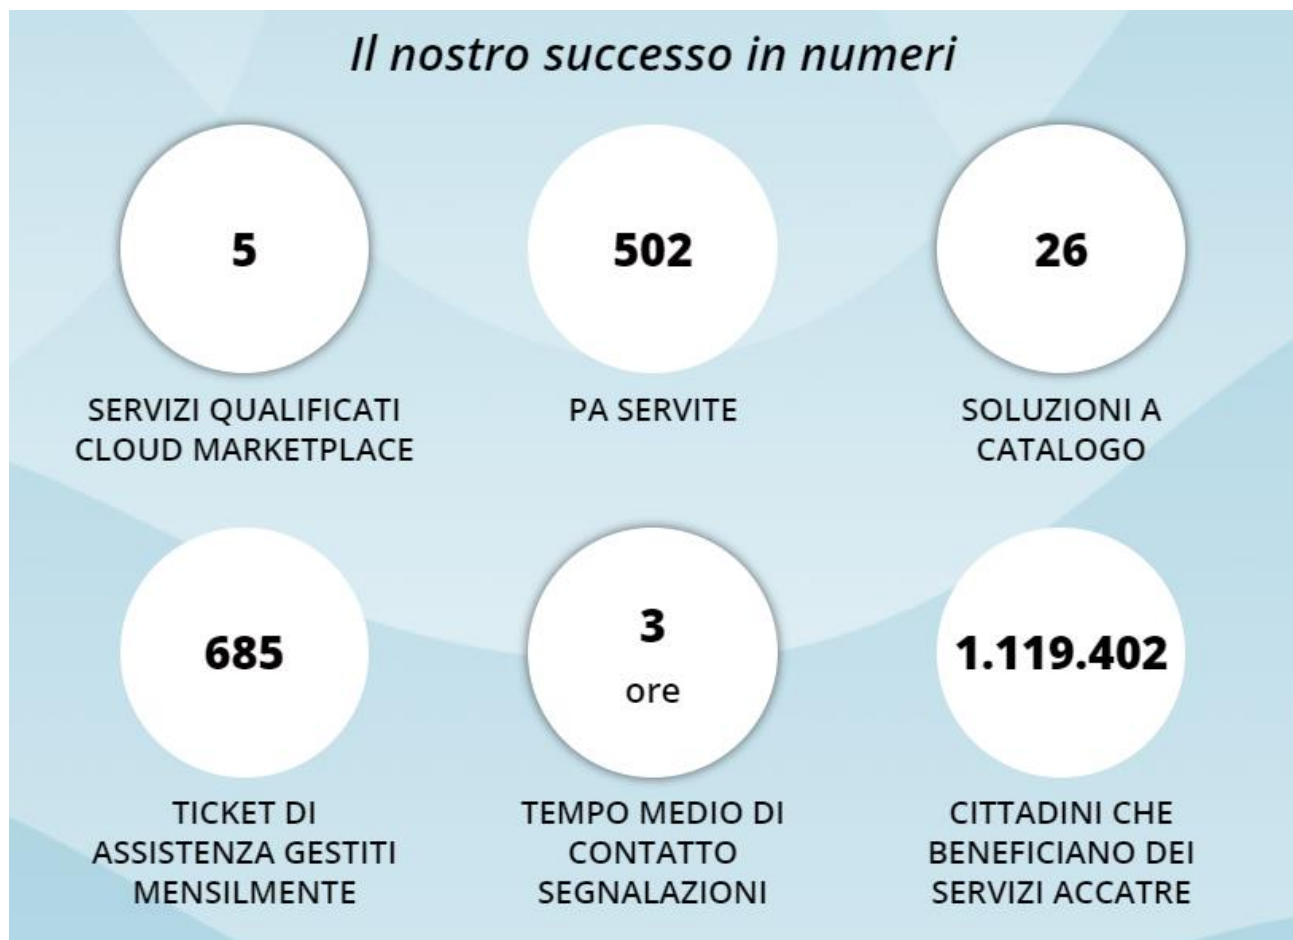 Il nostro successo in numeri
5
SERVIZI QUALIFICATI
CLOUD MARKETPLACE
502
PA SERVITE
26
SOLUZIONI A
CATALOGO
685
TICKET DI
ASSISTENZA GESTITI
MENSILMENTE
3
ore
TEMPO MEDIO DI
CONTATTO
SEGNALAZIONI
1.119.402
CITTADINI CHE
BENEFICIANO DEI
SERVIZI ACCATRE